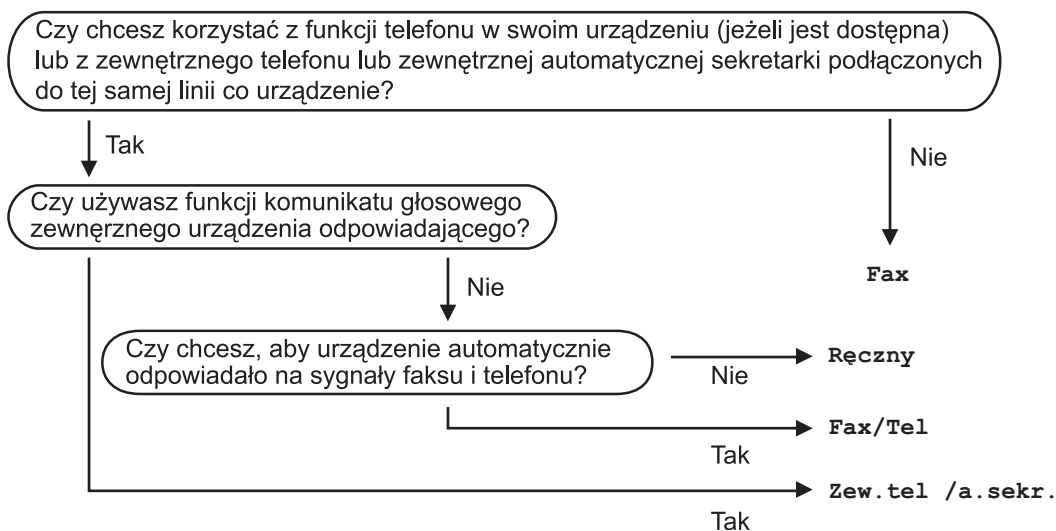 Czy chcesz korzystać z funkcji telefonu w swoim urządzeniu (jeżeli jest dostępna)
lub z zewnętrznego telefonu lub zewnętrznej automatycznej sekretarki podłączonych
do tej samej linii co urządzenie?
Tak
Nie
Czy używasz funkcji komunikatu głosowego
zewnęrznego urządzenia odpowiadającego?
Fax
Nie
Czy chcesz, aby urządzenie automatycznie
odpowiadało na sygnały faksu i telefonu?
Nie
Ręczny
Fax/Tel
Tak
Zew.tel /a.sekr.
Tak